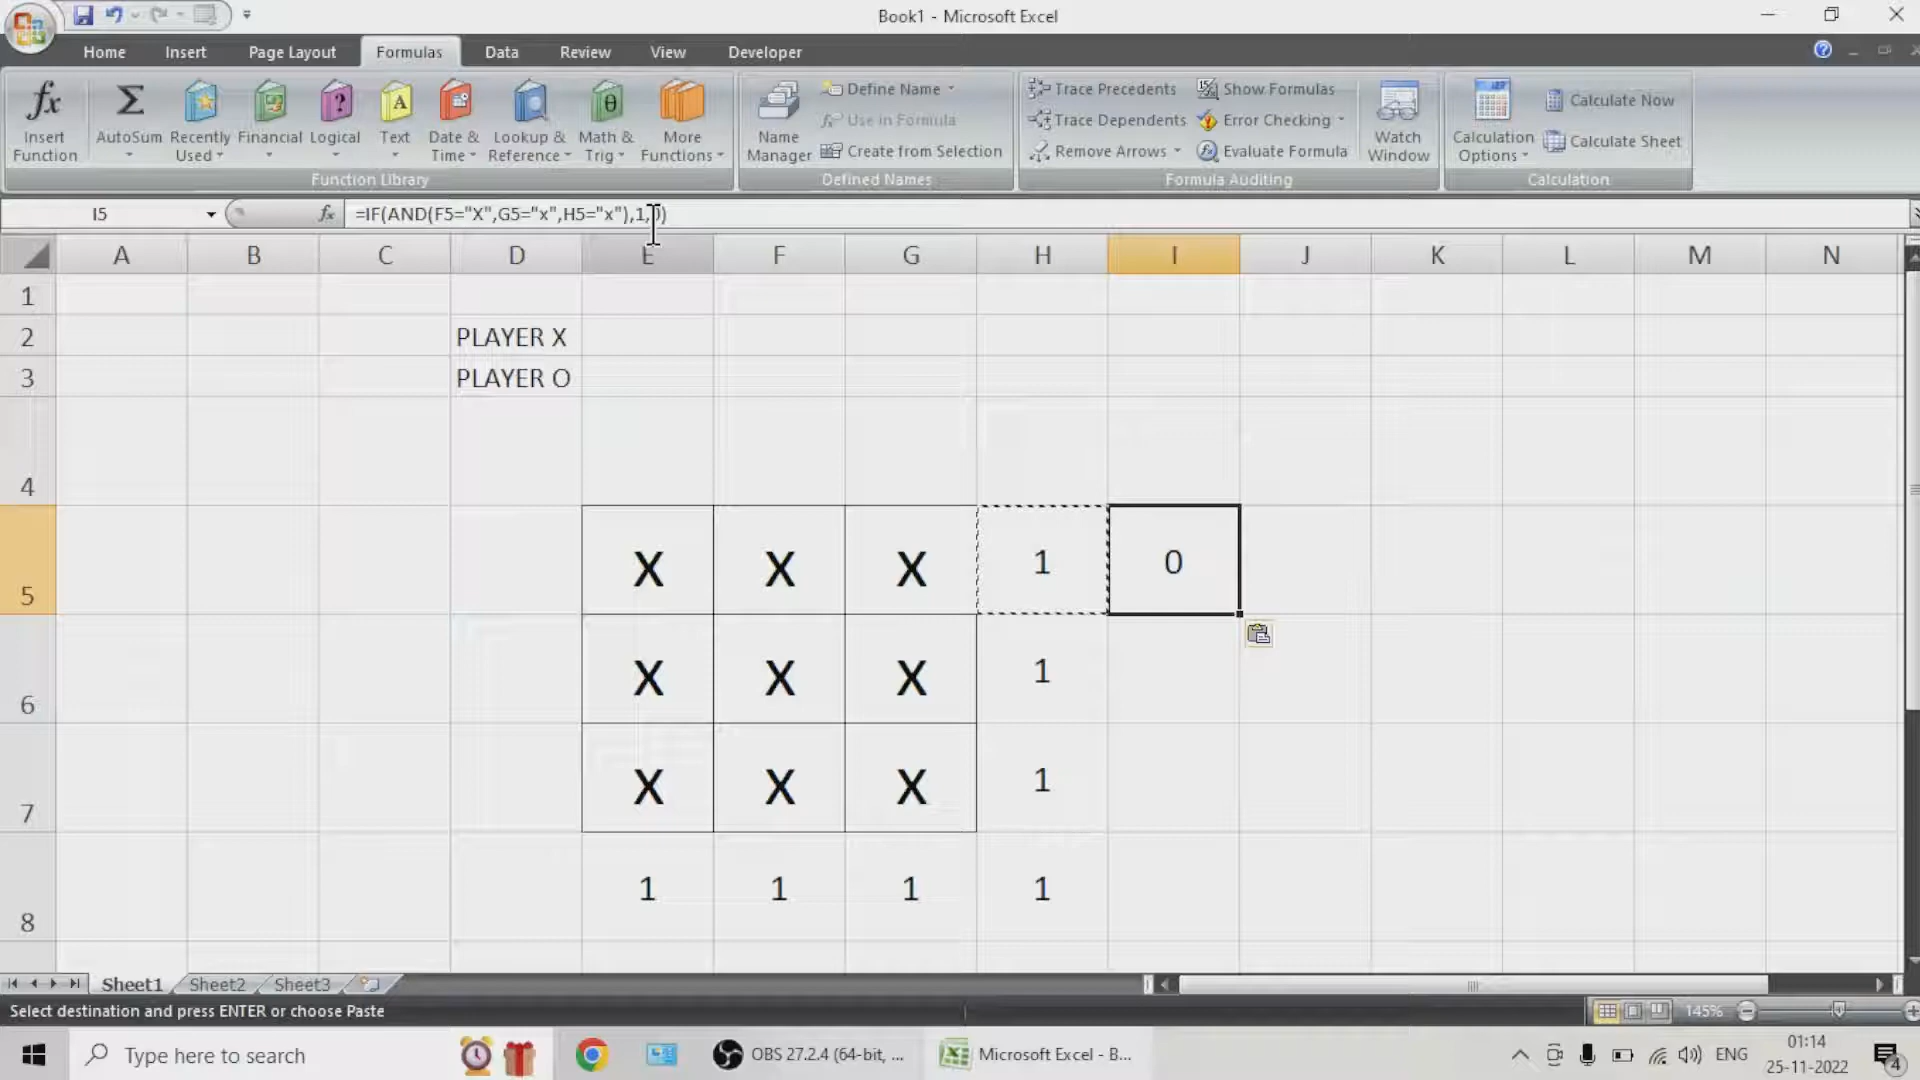 Book1 - Microsoft Excel
Home Insert Page Layout Formulas Data Review View Developer
fx Insert Function
Σ AutoSum
Recently Used
Financial
Logical
Text
Date & Time
Lookup & Reference
Math & Trig
More Functions
Function Library
Name Manager
Define Name
Use in Formula
Create from Selection
Defined Names
Trace Precedents
Trace Dependents
Remove Arrows
Show Formulas
Error Checking
Evaluate Formula
Watch Window
Formula Auditing
Calculation Options
Calculate Now
Calculate Sheet
Calculation
I5 fx =IF(AND(F5="X",G5="x",H5="x"),1,0)
A B C D E F G H I J K L M N
1
2 PLAYER X
3 PLAYER O
4
5 X X X 1 0
6 X X X 1
7 X X X 1
8 1 1 1 1
Sheet1 Sheet2 Sheet3
Select destination and press ENTER or choose Paste 145%
Type here to search
OBS 27.2.4 (64-bit, ...
Microsoft Excel - B...
ENG
01:14
25-11-2022
4